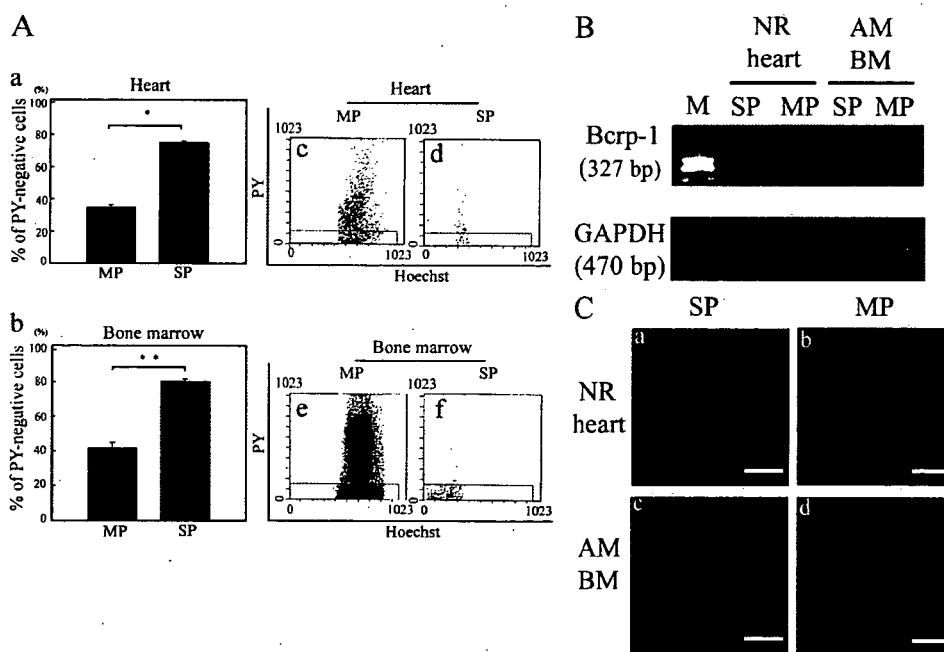 A
a
(%)
Heart
% of PY-negative cells
100
80
60
40
20
0
*
MP
SP
Heart
MP
SP
1023
1023
c
d
PY
0
0
0
1023
0
1023
Hoechst
b
(%)
Bone marrow
% of PY-negative cells
100
80
60
40
20
0
* *
MP
SP
Bone marrow
MP
SP
1023
1023
e
f
PY
0
0
0
1023
0
1023
Hoechst
B
NR heart
AM BM
M SP MP SP MP
Bcrp-1
(327 bp)
GAPDH
(470 bp)
C
SP
MP
NR heart
a
b
AM BM
c
d